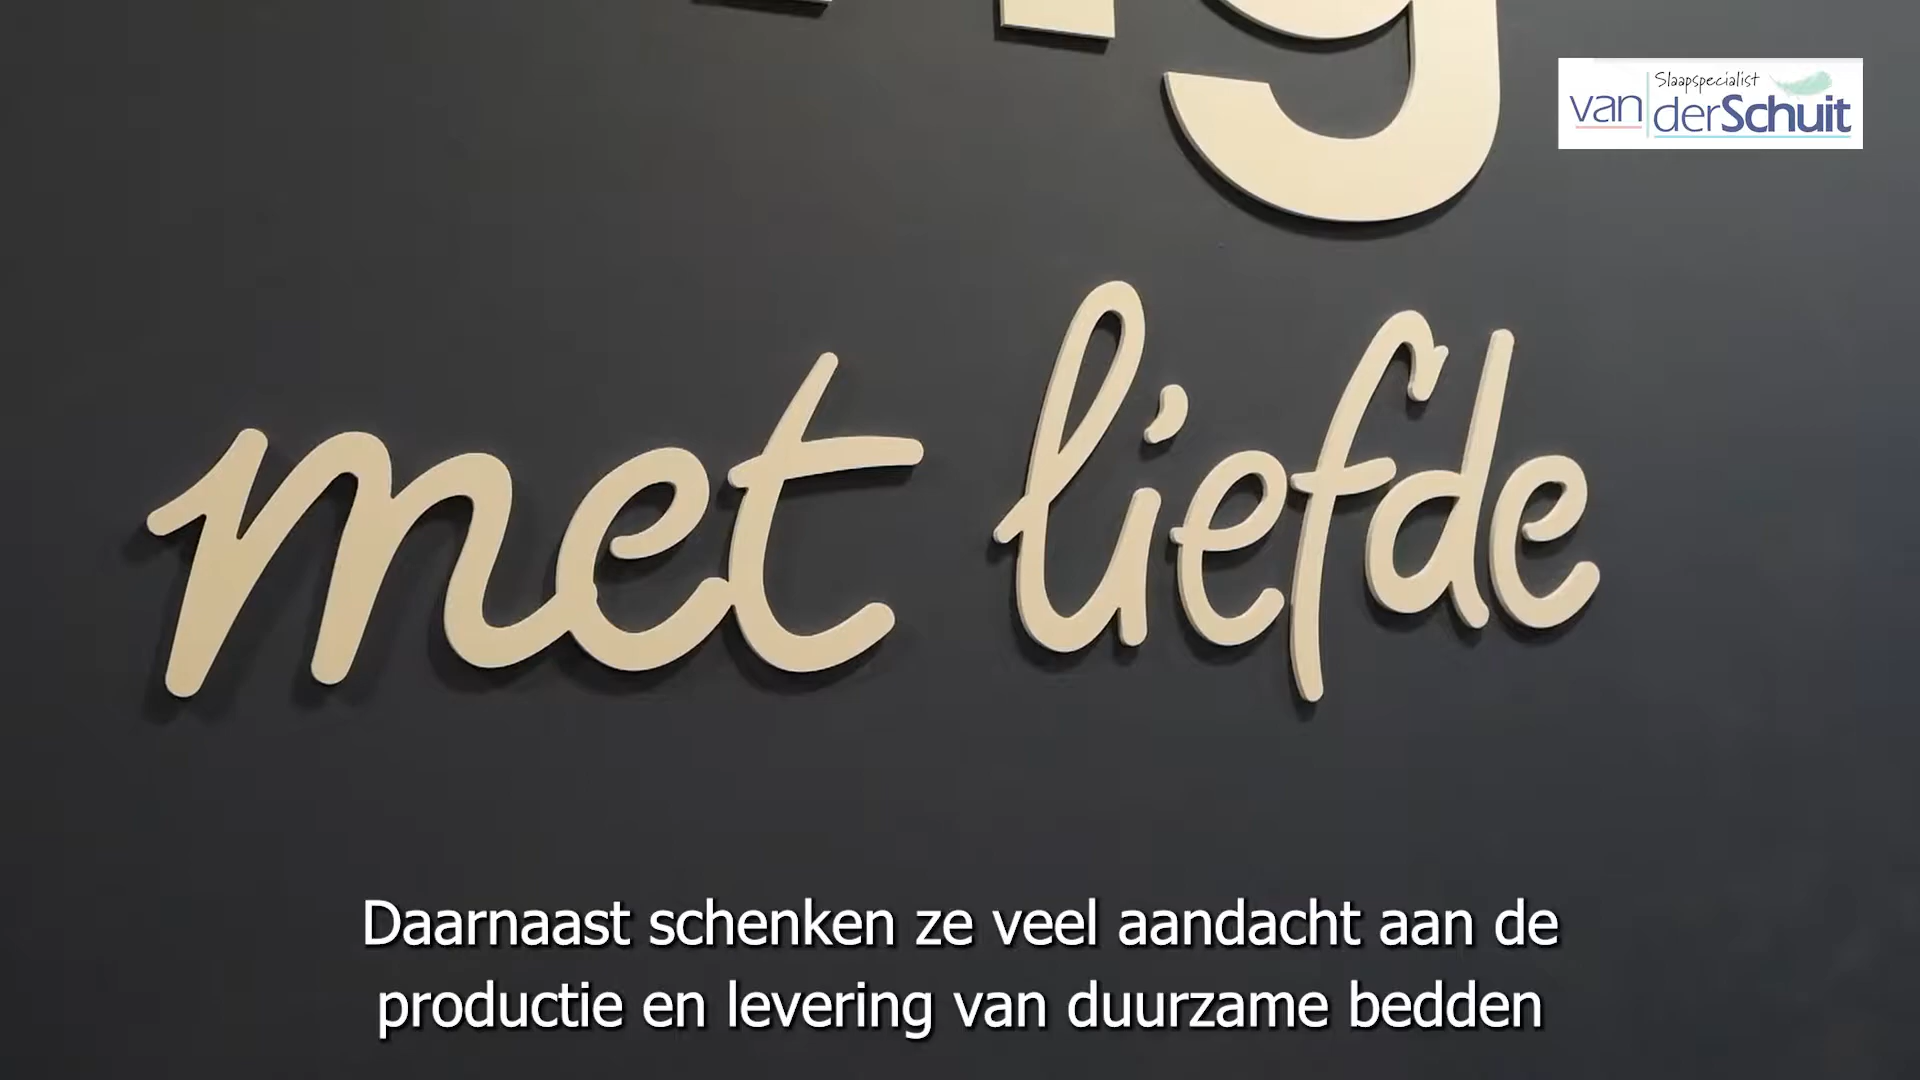 Slaapspecialist
van derSchuit
met liefde
Daarnaast schenken ze veel aandacht aan de
productie en levering van duurzame bedden